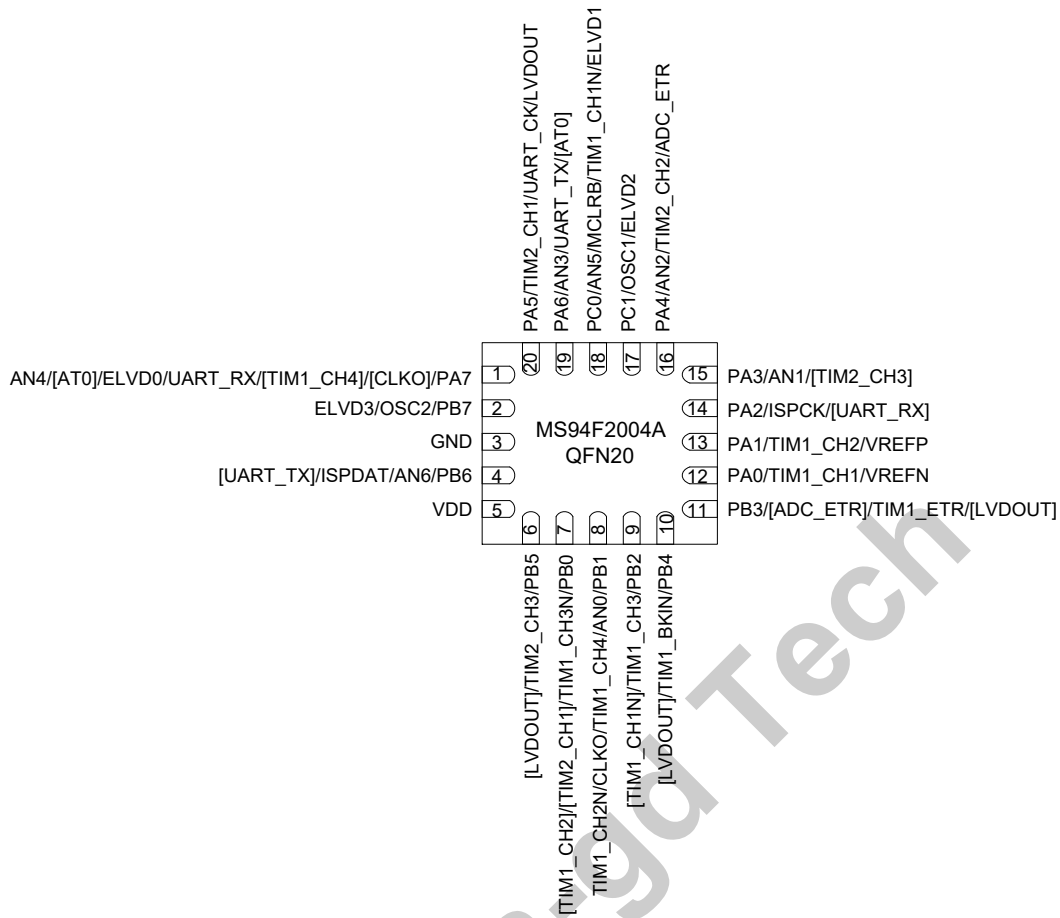 PA5/TIM2_CH1/UART_CK/LVDOUT
PA6/AN3/UART_TX/[AT0]
PC0/AN5/MCLRB/TIM1_CH1N/ELVD1
PC1/OSC1/ELVD2
PA4/AN2/TIM2_CH2/ADC_ETR
20
19
18
17
16
AN4/[AT0]/ELVD0/UART_RX/[TIM1_CH4]/[CLKO]/PA7 1
ELVD3/OSC2/PB7 2
GND 3
[UART_TX]/ISPDAT/AN6/PB6 4
VDD 5
MS94F2004A
QFN20
15 PA3/AN1/[TIM2_CH3]
14 PA2/ISPCK/[UART_RX]
13 PA1/TIM1_CH2/VREFP
12 PA0/TIM1_CH1/VREFN
11 PB3/[ADC_ETR]/TIM1_ETR/[LVDOUT]
6
7
8
9
10
[LVDOUT]/TIM2_CH3/PB5
[TIM1_CH2]/[TIM2_CH1]/TIM1_CH3N/PB0
TIM1_CH2N/CLKO/TIM1_CH4/AN0/PB1
[TIM1_CH1N]/TIM1_CH3/PB2
[LVDOUT]/TIM1_BKIN/PB4
-gd Tech